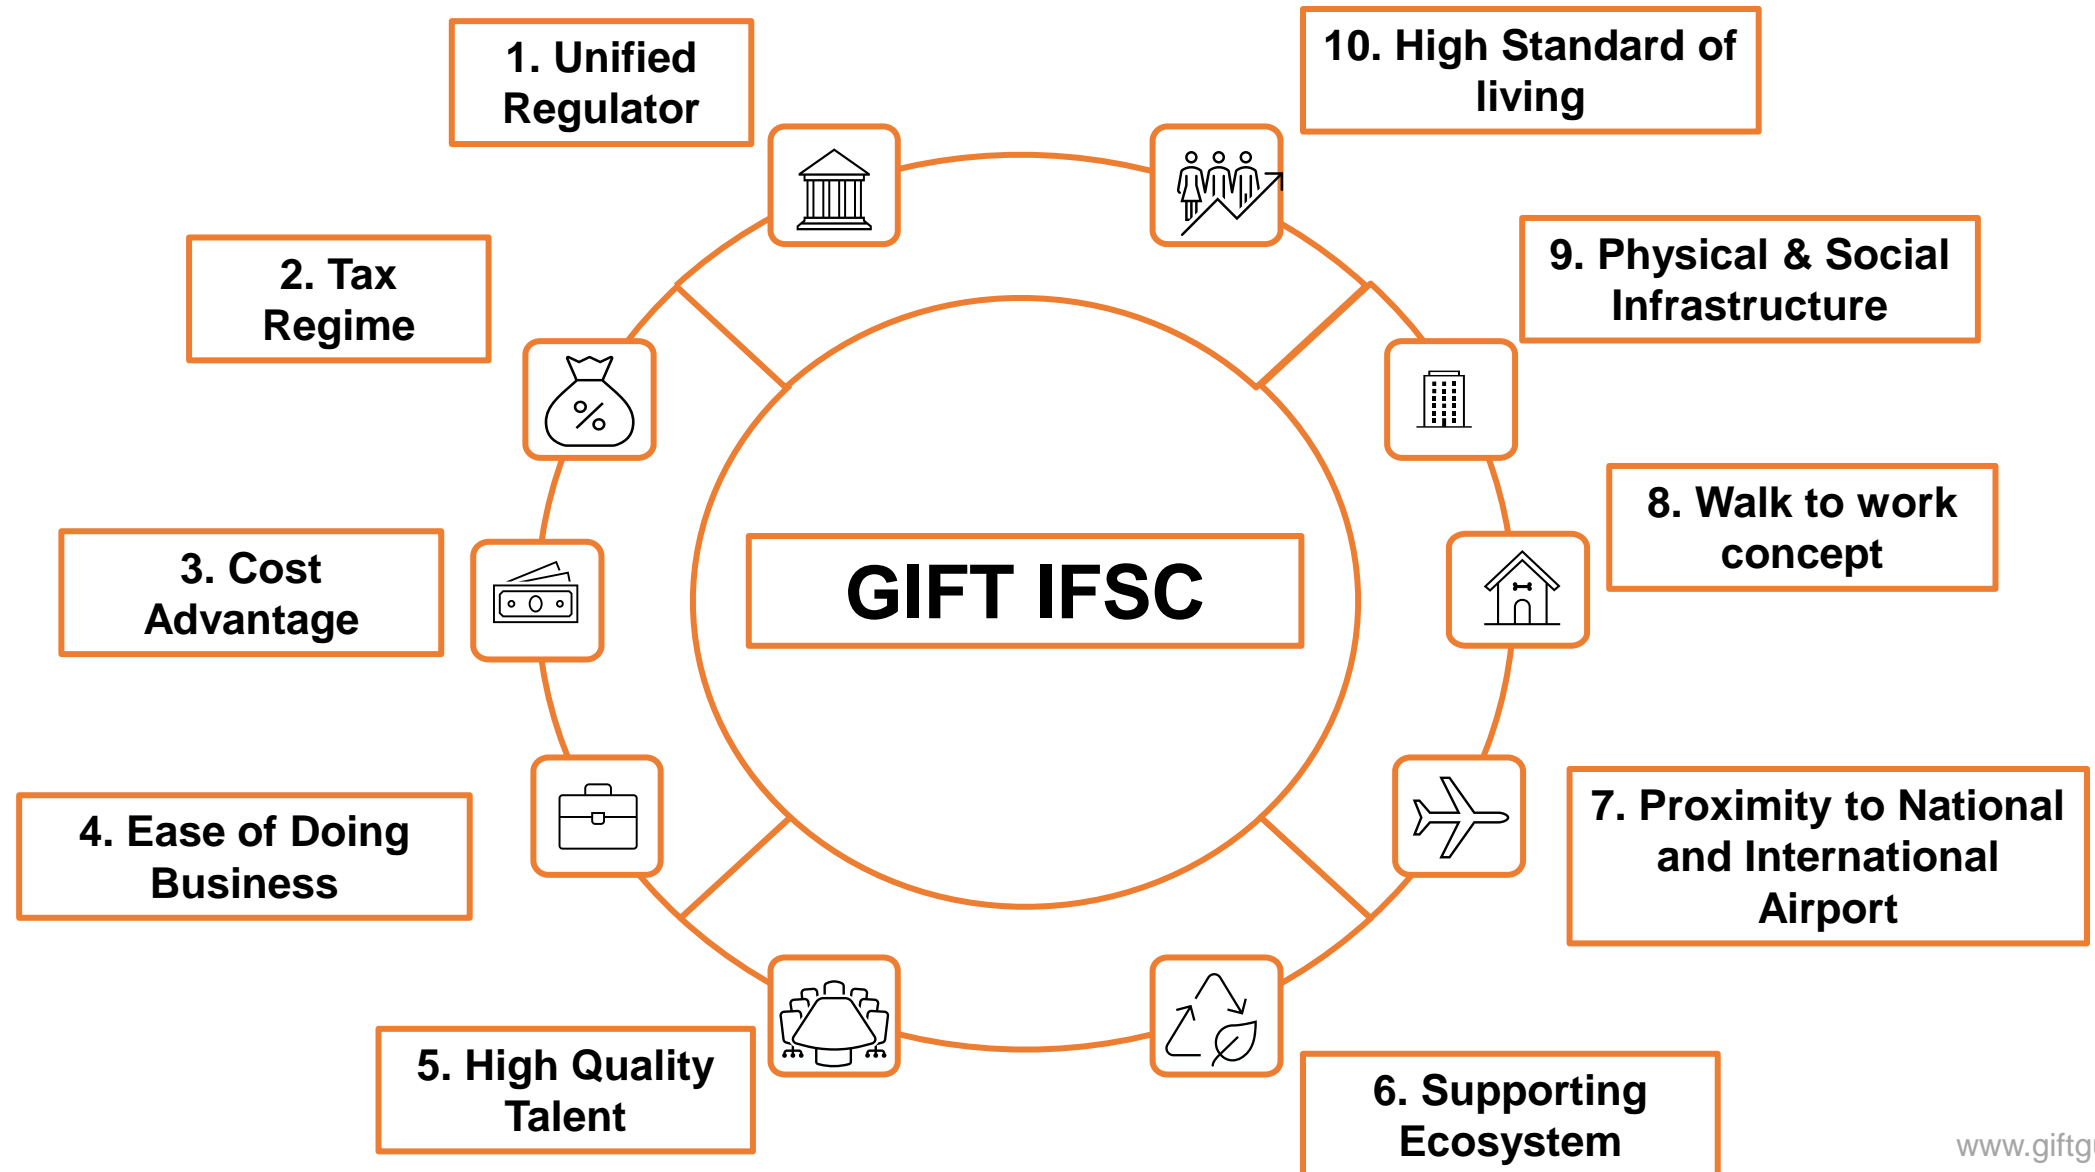 1. Unified
Regulator
2. Tax
Regime
3. Cost
Advantage
4. Ease of Doing
Business
5. High Quality
Talent
6. Supporting
Ecosystem
7. Proximity to National
and International
Airport
8. Walk to work
concept
9. Physical & Social
Infrastructure
10. High Standard of
living
GIFT IFSC
%
www.giftg